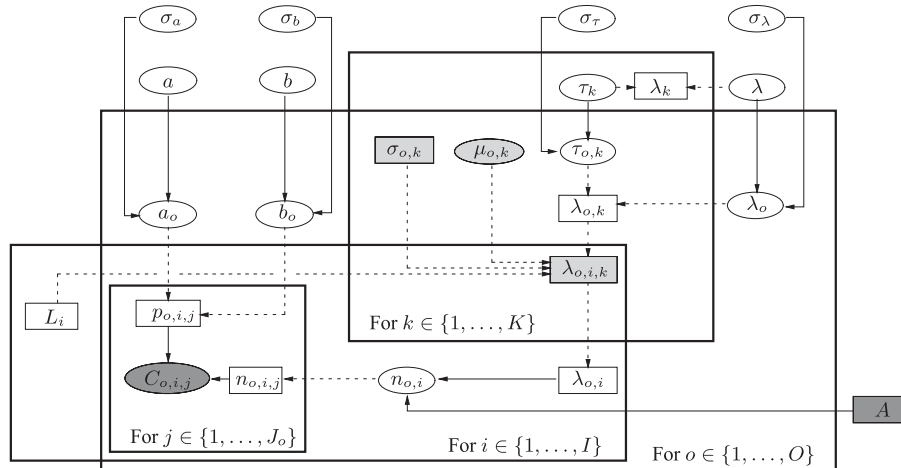 σ_a σ_b σ_τ σ_λ
a b τ_k λ_k λ
σ_{o,k} μ_{o,k} τ_{o,k}
a_o b_o λ_{o,k} λ_o
λ_{o,i,k}
L_i p_{o,i,j} For k ∈ {1, . . . , K}
C_{o,i,j} n_{o,i,j} n_{o,i} λ_{o,i}
A
For j ∈ {1, . . . , J_o} For i ∈ {1, . . . , I} For o ∈ {1, . . . , O}